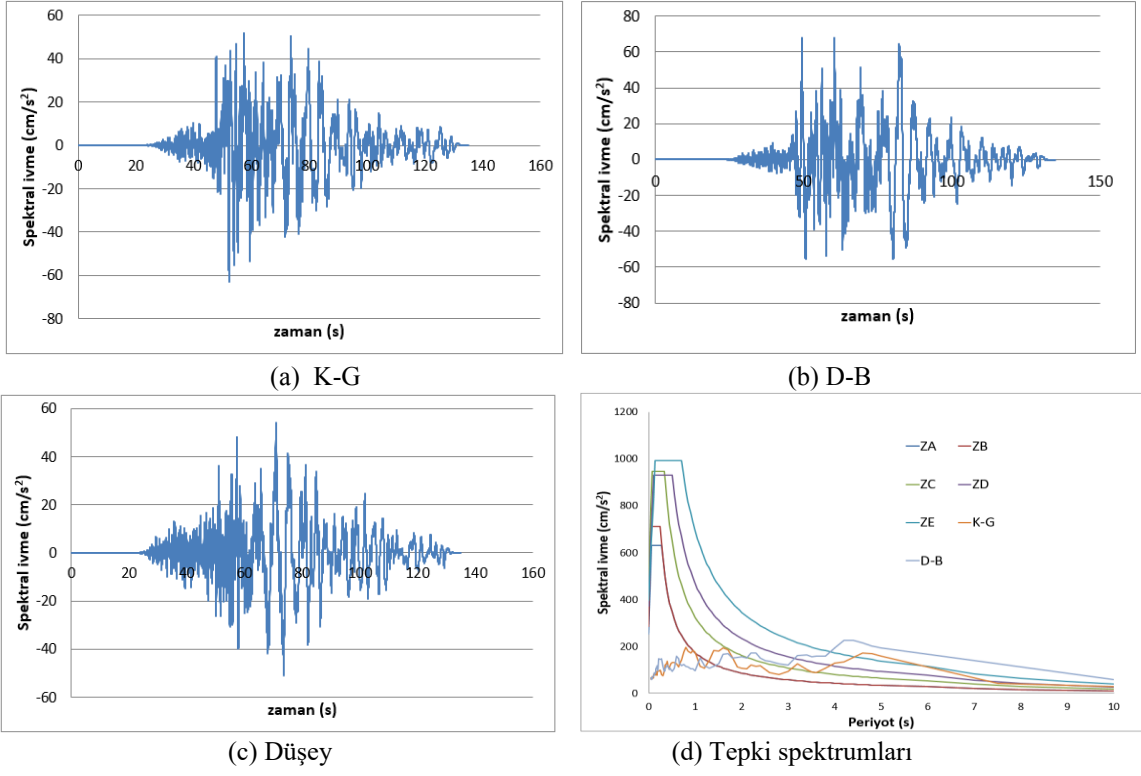 60
40
20
0
-20
-40
-60
-80
0 20 40 60 80 100 120 140 160
Spektral ivme (cm/s²)
zaman (s)
(a) K-G
80
60
40
20
0
-20
-40
-60
-80
0 50 100 150
Spektral ivme (cm/s²)
zaman (s)
(b) D-B
60
40
20
0
-20
-40
-60
0 20 40 60 80 100 120 140 160
Spektral ivme (cm/s²)
zaman (s)
(c) Düşey
1200
1000
800
600
400
200
0
0 1 2 3 4 5 6 7 8 9 10
Spektral ivme (cm/s²)
Periyot (s)
ZA ZB
ZC ZD
ZE K-G
D-B
(d) Tepki spektrumları